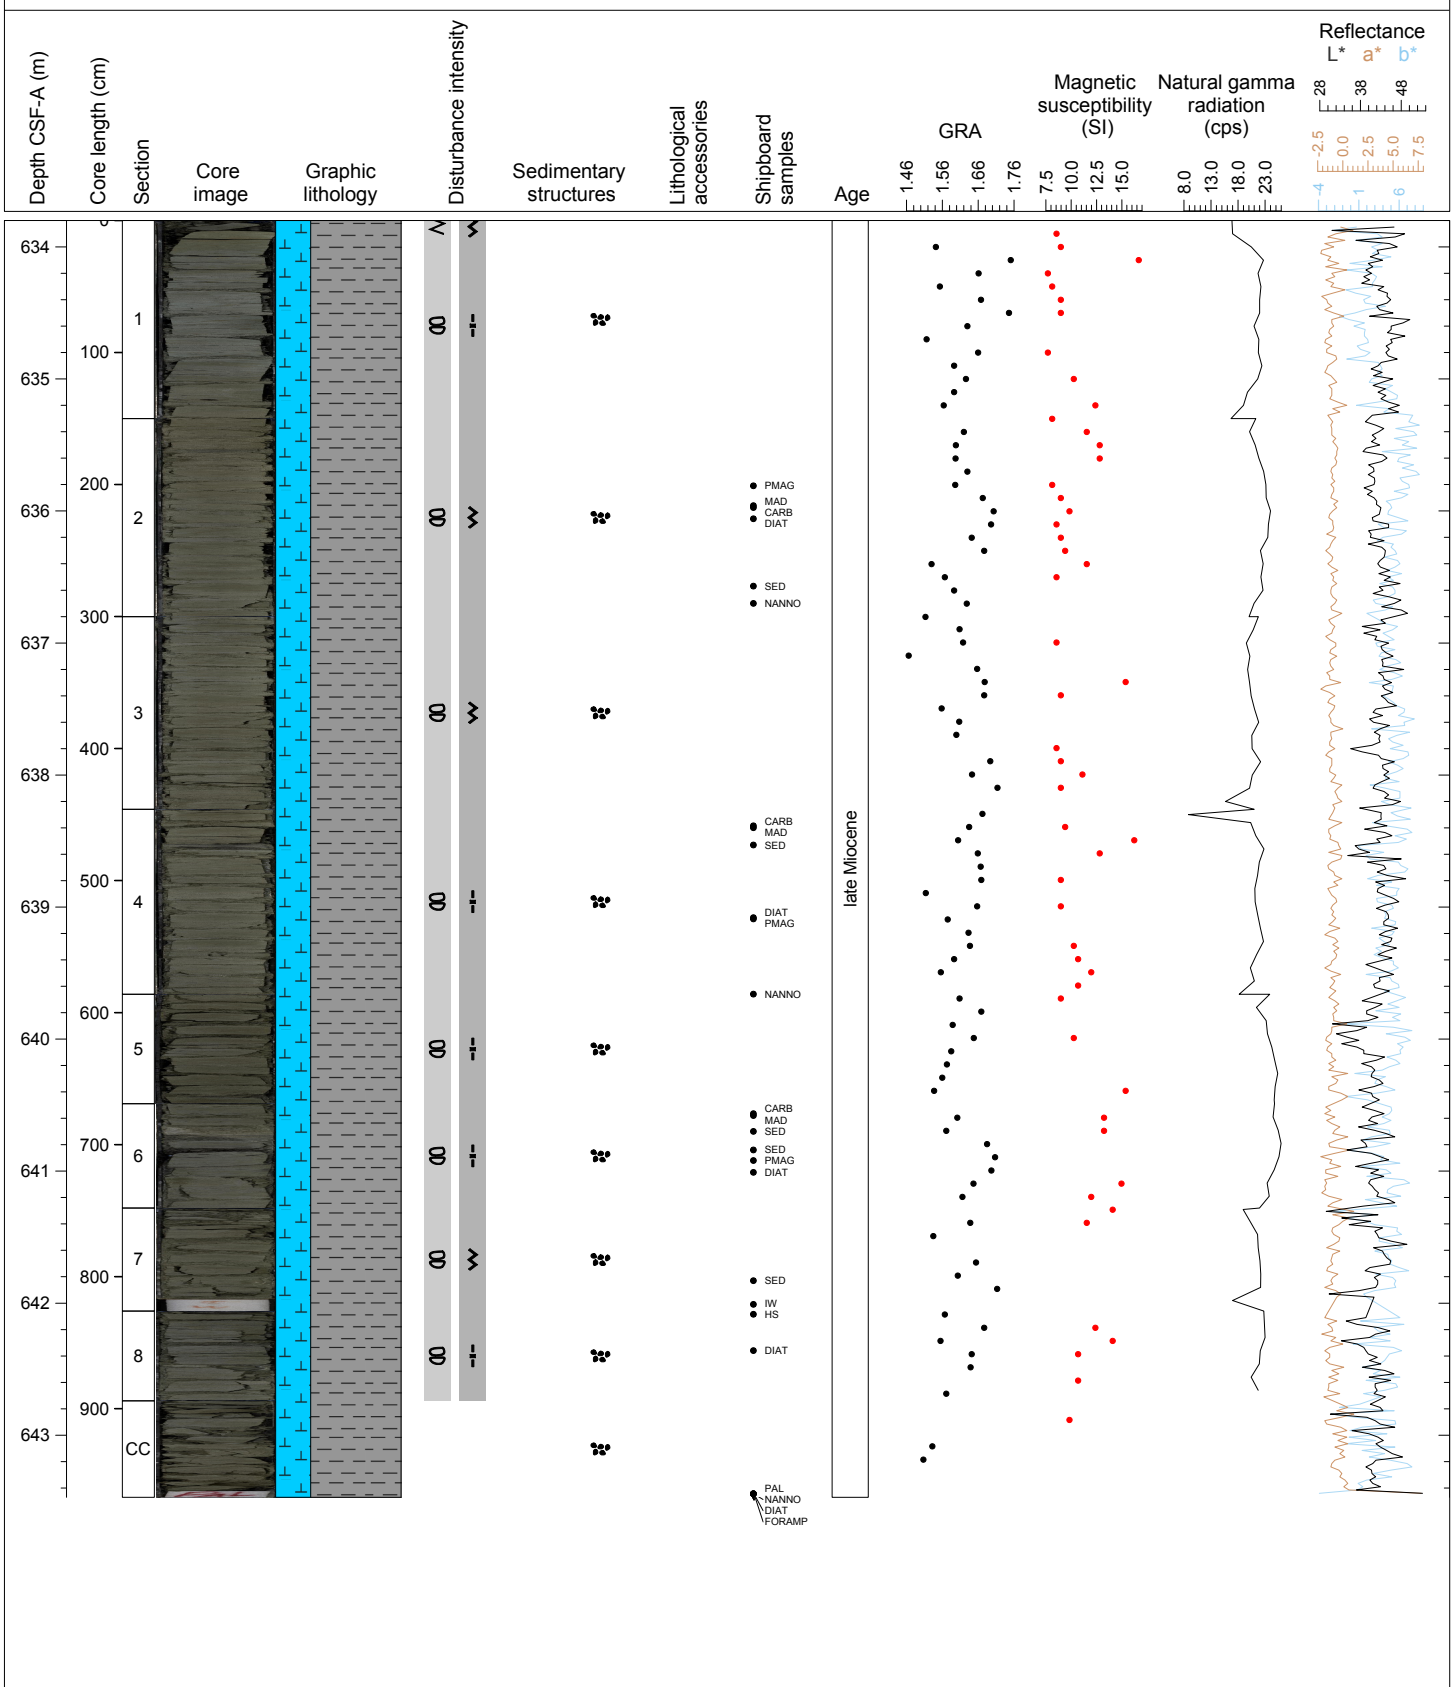 Depth CSF-A (m)
Core length (cm)
Section
Core
image
Graphic
lithology
Disturbance intensity
Sedimentary
structures
Lithological
accessories
Shipboard
samples
Age
GRA
1.46 1.56 1.66 1.76
Magnetic
susceptibility
(SI)
7.5 10.0 12.5 15.0
Natural gamma
radiation
(cps)
8.0 13.0 18.0 23.0
Reflectance
L* a* b*
28 38 48
-2.5 0.0 2.5 5.0 7.5
-4 1 6
634
635
636
637
638
639
640
641
642
643
0
100
200
300
400
500
600
700
800
900
1
2
3
4
5
6
7
8
CC
PMAG
MAD
CARB
DIAT
SED
NANNO
CARB
MAD
SED
DIAT
PMAG
NANNO
CARB
MAD
SED
SED
PMAG
DIAT
SED
IW
HS
DIAT
PAL
NANNO
DIAT
FORAMP
late Miocene